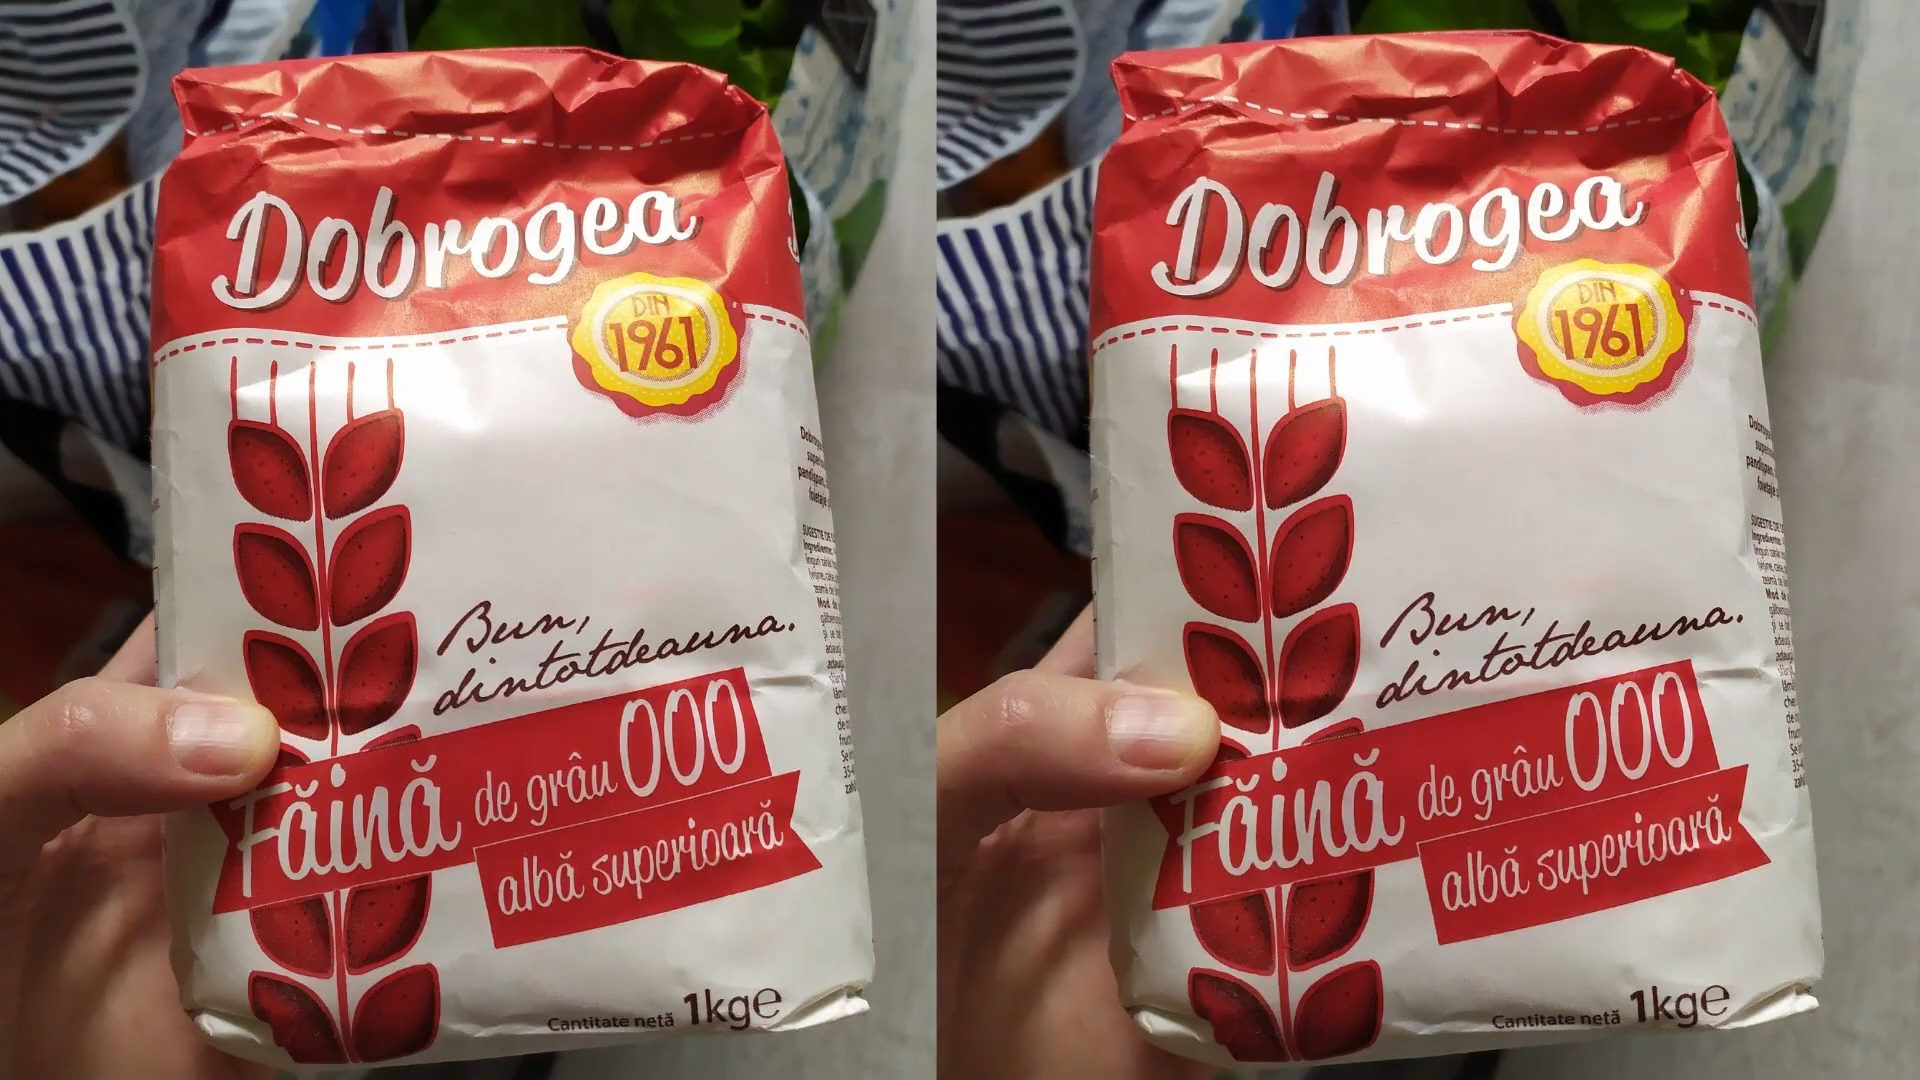 Dobrogea
DIN
1961
Bun,
dintotdeauna.
Făină de grâu 000
albă superioară
Cantitate netă 1kg℮
Dobrogea
DIN
1961
Bun,
dintotdeauna.
Făină de grâu 000
albă superioară
Cantitate netă 1kg℮